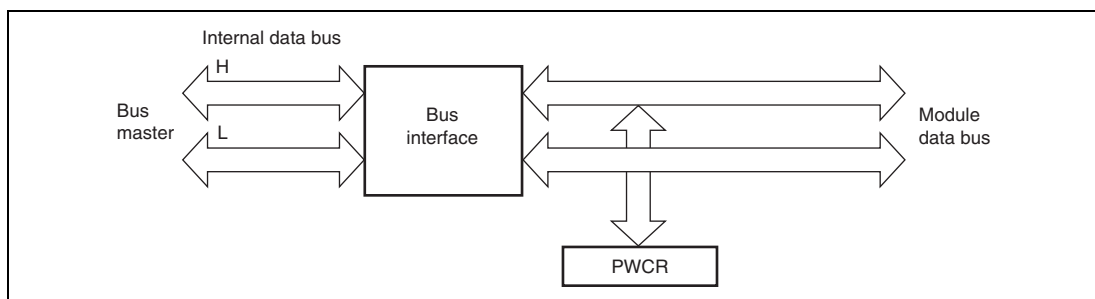 Internal data bus
H
Bus
master
L
Bus
interface
Module
data bus
PWCR